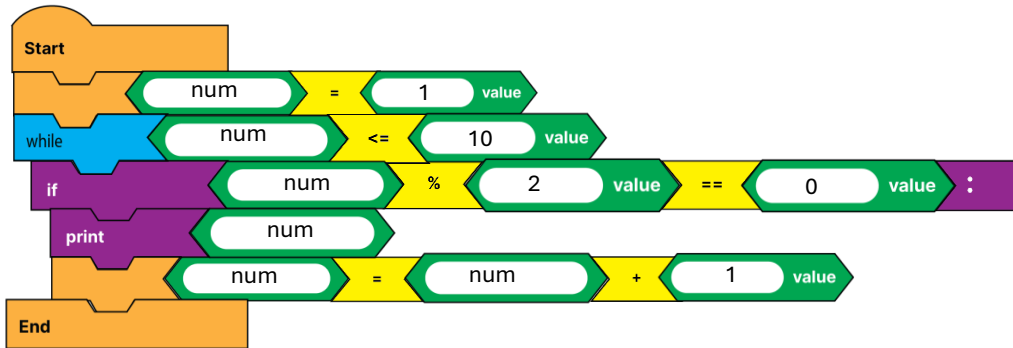 Start
num = 1 value
while num <= 10 value
if num % 2 value == 0 value :
print num
num = num + 1 value
End